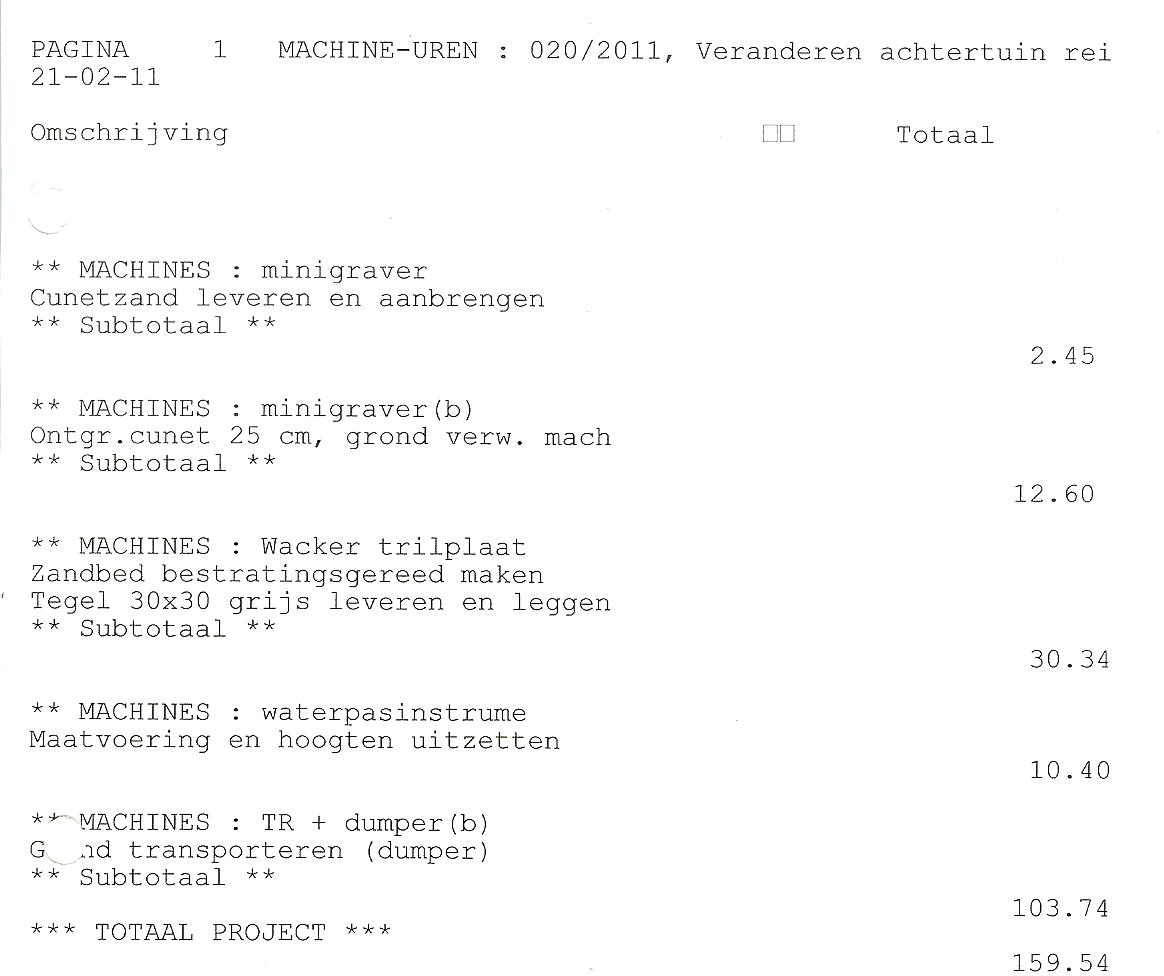 PAGINA 1 MACHINE-UREN : 020/2011, Veranderen achtertuin rei
21-02-11
Omschrijving □□ Totaal
** MACHINES : minigraver
Cunetzand leveren en aanbrengen
** Subtotaal **
2.45
** MACHINES : minigraver(b)
Ontgr.cunet 25 cm, grond verw. mach
** Subtotaal **
12.60
** MACHINES : Wacker trilplaat
Zandbed bestratingsgereed maken
Tegel 30x30 grijs leveren en leggen
** Subtotaal **
30.34
** MACHINES : waterpasinstrume
Maatvoering en hoogten uitzetten
10.40
** MACHINES : TR + dumper(b)
transporteren (dumper)
** Subtotaal **
103.74
*** TOTAAL PROJECT ***
159.54